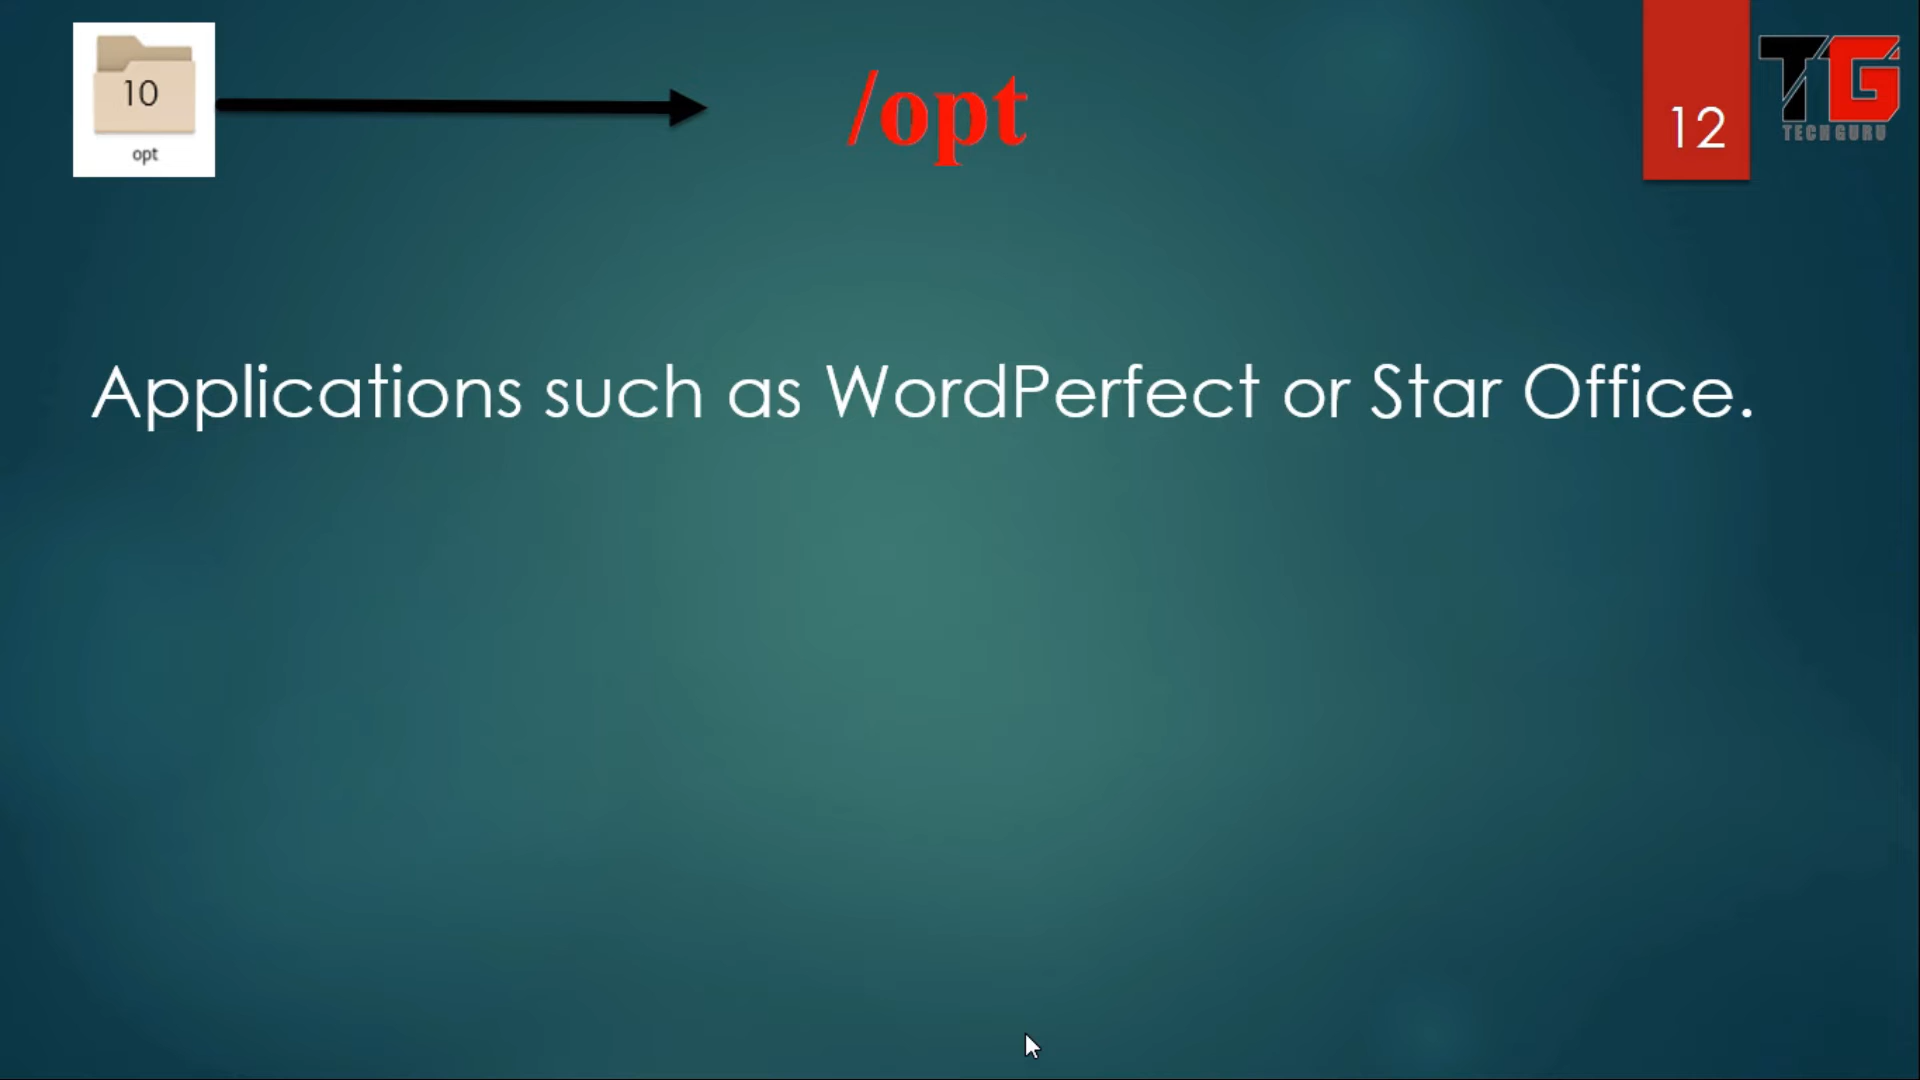 10
opt
/opt
12
TG
TECH GURU
Applications such as WordPerfect or Star Office.